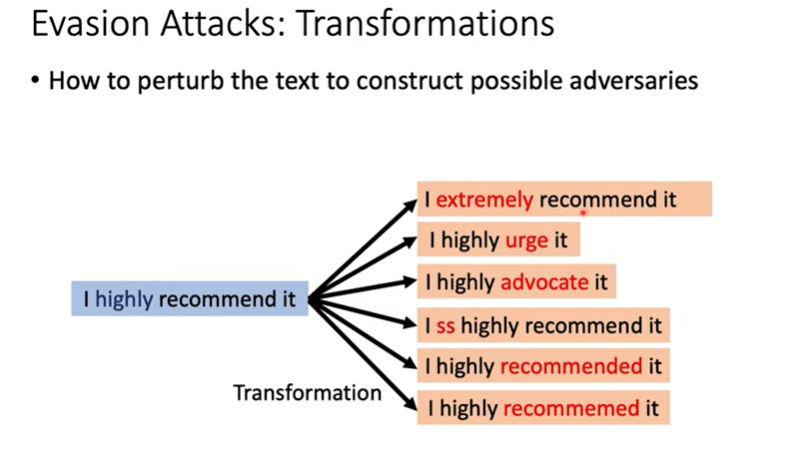 Evasion Attacks: Transformations
• How to perturb the text to construct possible adversaries
I extremely recommend it
I highly urge it
I highly advocate it
I highly recommend it
I ss highly recommend it
I highly recommended it
Transformation
I highly recommemed it